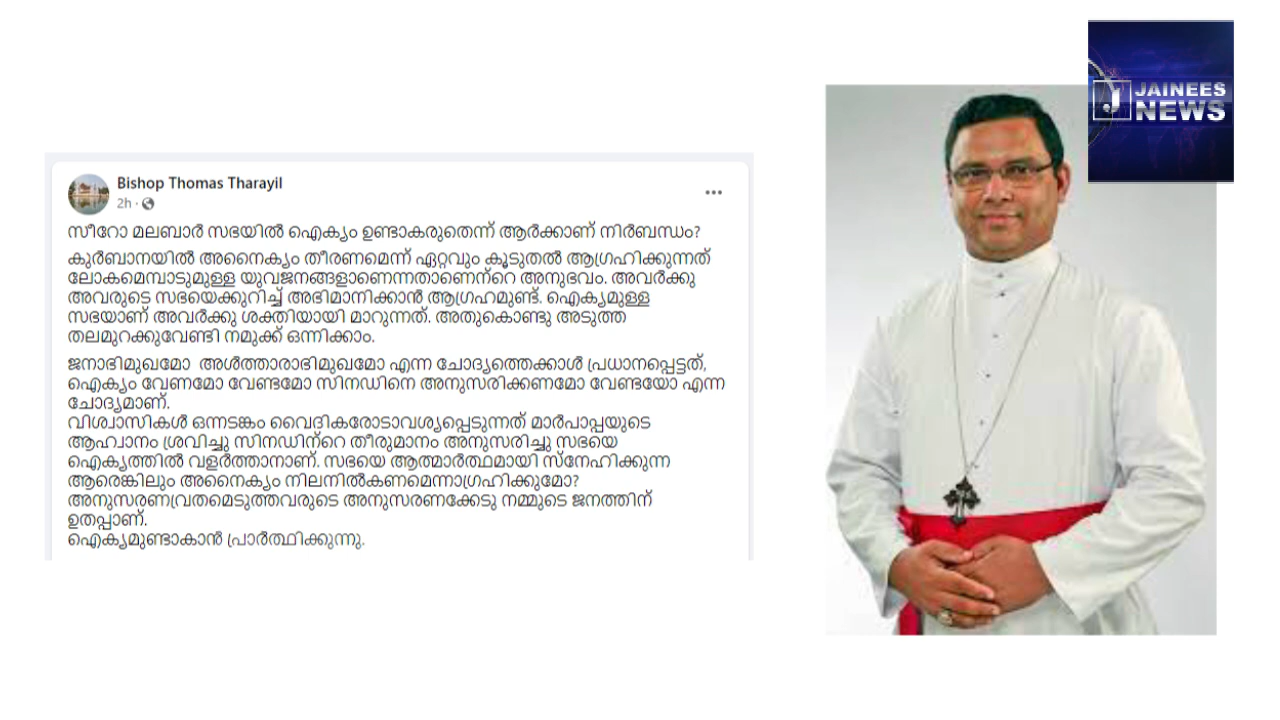 Bishop Thomas Tharayil
2h ·
സീറോ മലബാർ സഭയിൽ ഐക്യം ഉണ്ടാകരുതെന്ന് ആർക്കാണ് നിർബന്ധം?
കുർബാനയിൽ അനൈക്യം തീരണമെന്ന് ഏറ്റവും കൂടുതൽ ആഗ്രഹിക്കുന്നത്
ലോകമെമ്പാടുമുള്ള യുവജനങ്ങളാണെന്നതാണെന്റെ അനുഭവം. അവർക്കു
അവരുടെ സഭയെക്കുറിച്ച് അഭിമാനിക്കാൻ ആഗ്രഹമുണ്ട്. ഐക്യമുള്ള
സഭയാണ് അവർക്കു ശക്തിയായി മാറുന്നത്. അതുകൊണ്ടു അടുത്ത
തലമുറക്കുവേണ്ടി നമുക്ക് ഒന്നിക്കാം.
ജനാഭിമുഖമോ അൾത്താരാഭിമുഖമോ എന്ന ചോദ്യത്തെക്കാൾ പ്രധാനപ്പെട്ടത്,
ഐക്യം വേണമോ വേണ്ടമോ സിനഡിനെ അനുസരിക്കണമോ വേണ്ടയോ എന്ന
ചോദ്യമാണ്.
വിശ്വാസികൾ ഒന്നടങ്കം വൈദികരോടാവശ്യപ്പെടുന്നത് മാർപാപ്പയുടെ
ആഹ്വാനം ശ്രവിച്ചു സിനഡിന്റെ തീരുമാനം അനുസരിച്ചു സഭയെ
ഐക്യത്തിൽ വളർത്താനാണ്. സഭയെ ആത്മാർത്ഥമായി സ്നേഹിക്കുന്ന
ആരെങ്കിലും അനൈക്യം നിലനിൽകണമെന്നാഗ്രഹിക്കുമോ?
അനുസരണവ്രതമെടുത്തവരുടെ അനുസരണക്കേടു നമ്മുടെ ജനത്തിന്
ഉതപ്പാണ്.
ഐക്യമുണ്ടാകാൻ പ്രാർത്ഥിക്കുന്നു.
JAINEES
NEWS